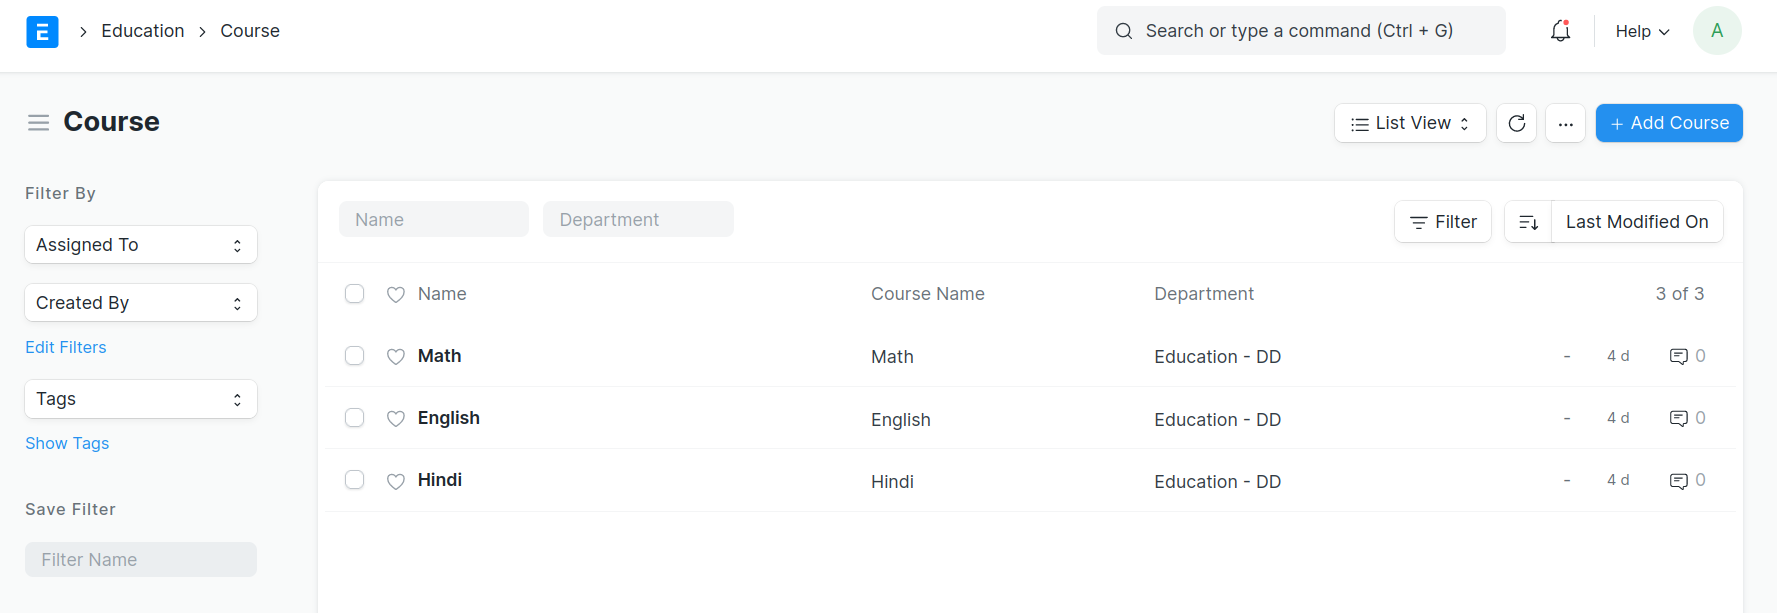 E > Education > Course Search or type a command (Ctrl + G) Help A
Course List View ... + Add Course
Filter By
Name Department Filter Last Modified On
Assigned To
Name Course Name Department 3 of 3
Created By
Edit Filters
Math Math Education - DD - 4 d 0
Tags
English English Education - DD - 4 d 0
Show Tags
Hindi Hindi Education - DD - 4 d 0
Save Filter
Filter Name